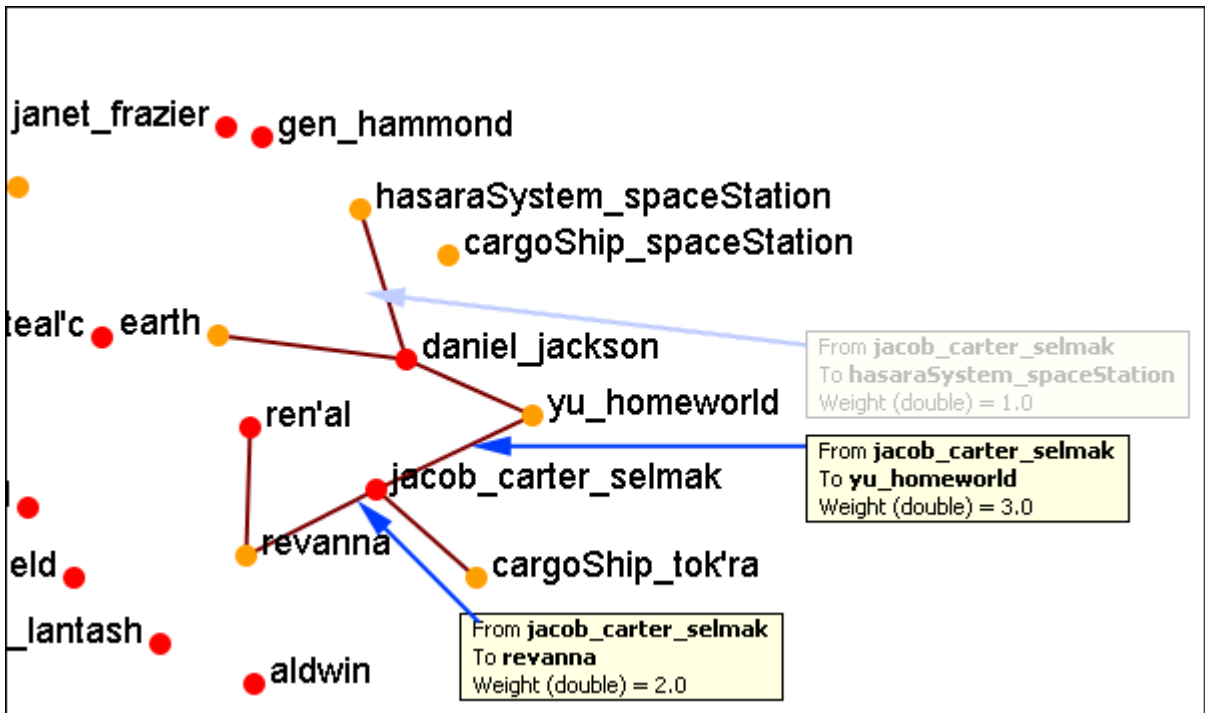 janet_frazier
gen_hammond
hasaraSystem_spaceStation
cargoShip_spaceStation
teal'c
earth
daniel_jackson
From jacob_carter_selmak
To hasaraSystem_spaceStation
Weight (double) = 1.0
yu_homeworld
ren'al
From jacob_carter_selmak
To yu_homeworld
Weight (double) = 3.0
jacob_carter_selmak
revanna
eld
cargoShip_tok'ra
_lantash
From jacob_carter_selmak
To revanna
Weight (double) = 2.0
aldwin